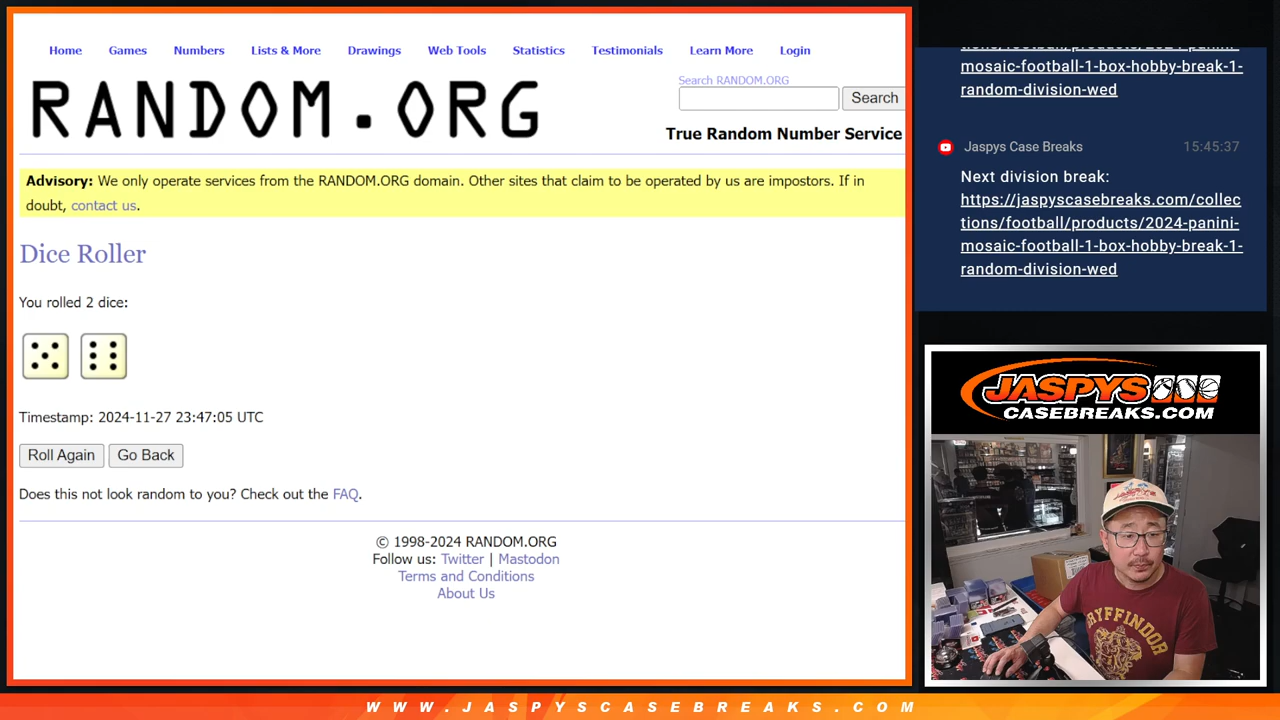 Home Games Numbers Lists & More Drawings Web Tools Statistics Testimonials Learn More Login
RANDOM.ORG
Search RANDOM.ORG
Search
True Random Number Service
Advisory: We only operate services from the RANDOM.ORG domain. Other sites that claim to be operated by us are impostors. If in
doubt, contact us.
Dice Roller
You rolled 2 dice:
Timestamp: 2024-11-27 23:47:05 UTC
Roll Again Go Back
Does this not look random to you? Check out the FAQ.
© 1998-2024 RANDOM.ORG
Follow us: Twitter | Mastodon
Terms and Conditions
About Us
tions/football/products/2024-panini-
mosaic-football-1-box-hobby-break-1-
random-division-wed
Jaspys Case Breaks 15:45:37
Next division break:
https://jaspyscasebreaks.com/collec
tions/football/products/2024-panini-
mosaic-football-1-box-hobby-break-1-
random-division-wed
JASPYS
CASEBREAKS.COM
GRYFFINDOR
WWW.JASPYSCASEBREAKS.COM